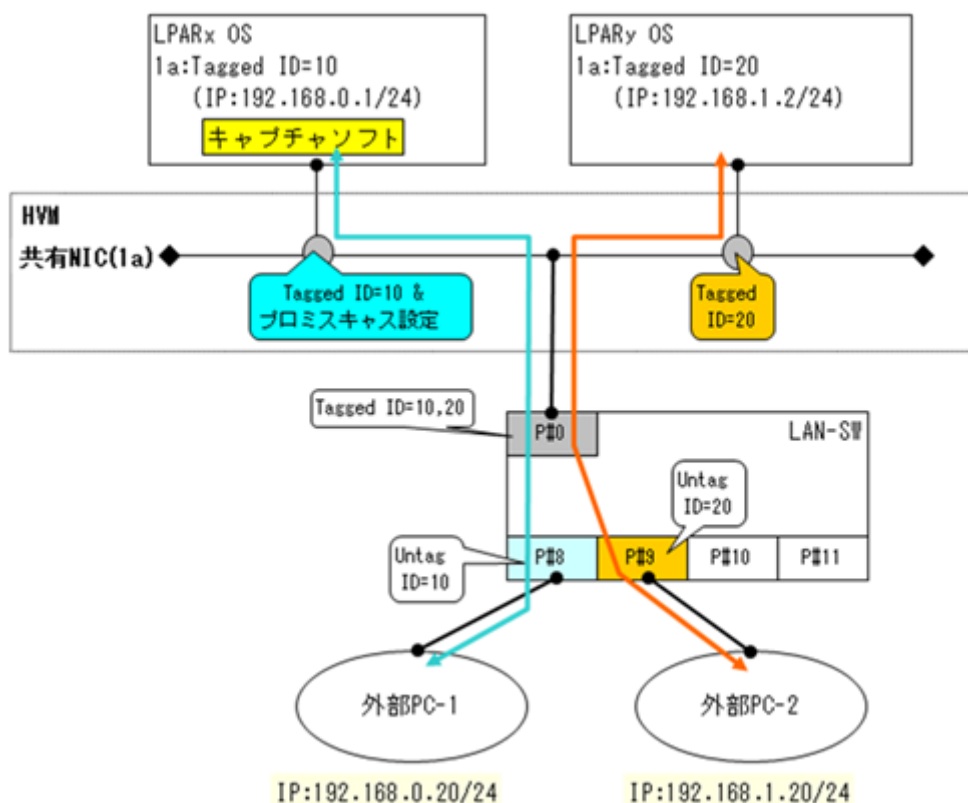 LPARx OS
1a:Tagged ID=10
(IP:192.168.0.1/24)
キャプチャソフト
LPARy OS
1a:Tagged ID=20
(IP:192.168.1.2/24)
HVM
共有NIC(1a)
Tagged ID=10 &
プロミスキャス設定
Tagged
ID=20
Tagged ID=10,20
P#0
LAN-SW
Untag
ID=20
Untag
ID=10
P#8
P#9
P#10
P#11
外部PC-1
外部PC-2
IP:192.168.0.20/24
IP:192.168.1.20/24